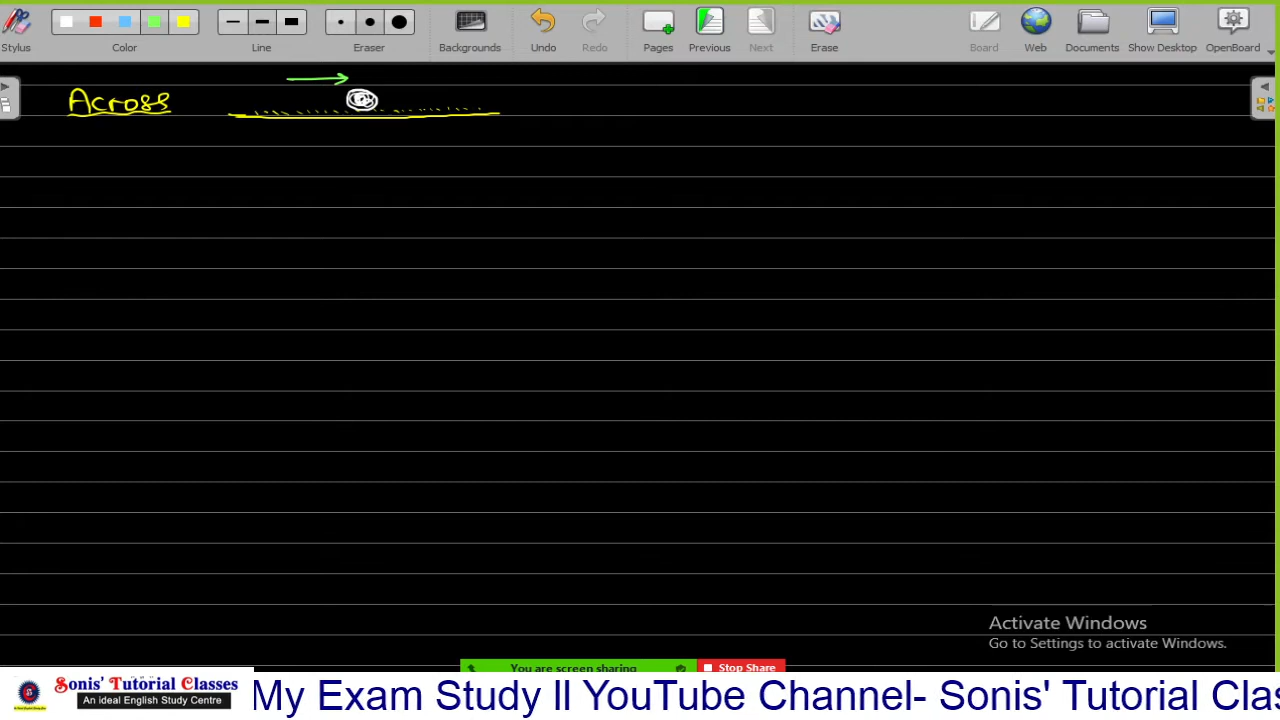 Stylus Color Line Eraser Backgrounds Undo Redo Pages Previous Next Erase Board Web Documents Show Desktop OpenBoard
Across
Activate Windows
Go to Settings to activate Windows.
You are screen sharing Stop Share
Sonis' Tutorial Classes
An ideal English Study Centre
My Exam Study ll YouTube Channel- Sonis' Tutorial Clas